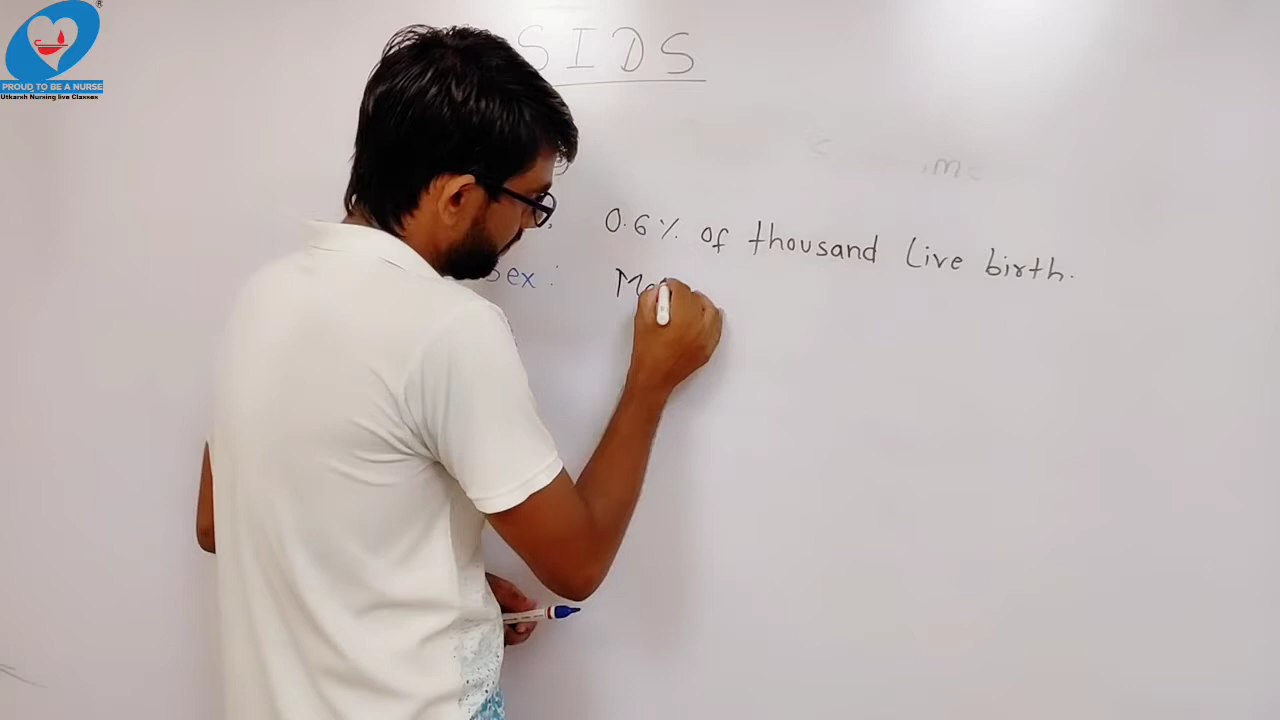 ®
PROUD TO BE A NURSE
Utkarsh Nursing live Classes
SIDS
0.6% of thousand Live birth.
Sex :